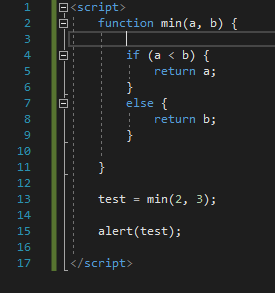 1 <script>
2 function min(a, b) {
3
4 if (a < b) {
5 return a;
6 }
7 else {
8 return b;
9 }
10
11 }
12
13 test = min(2, 3);
14
15 alert(test);
16
17 </script>